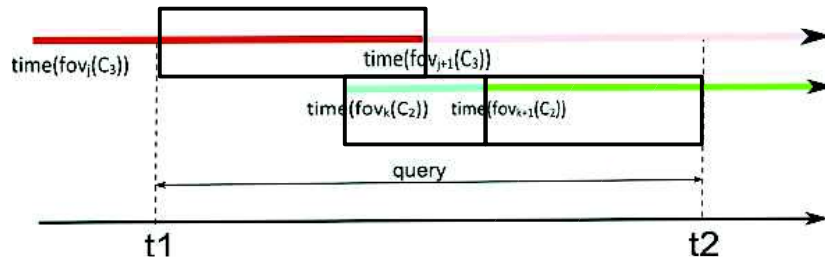 time(fovj(C3))
time(fovj+1(C3))
time(fovk(C2))
time(fovk+1(C2))
query
t1
t2